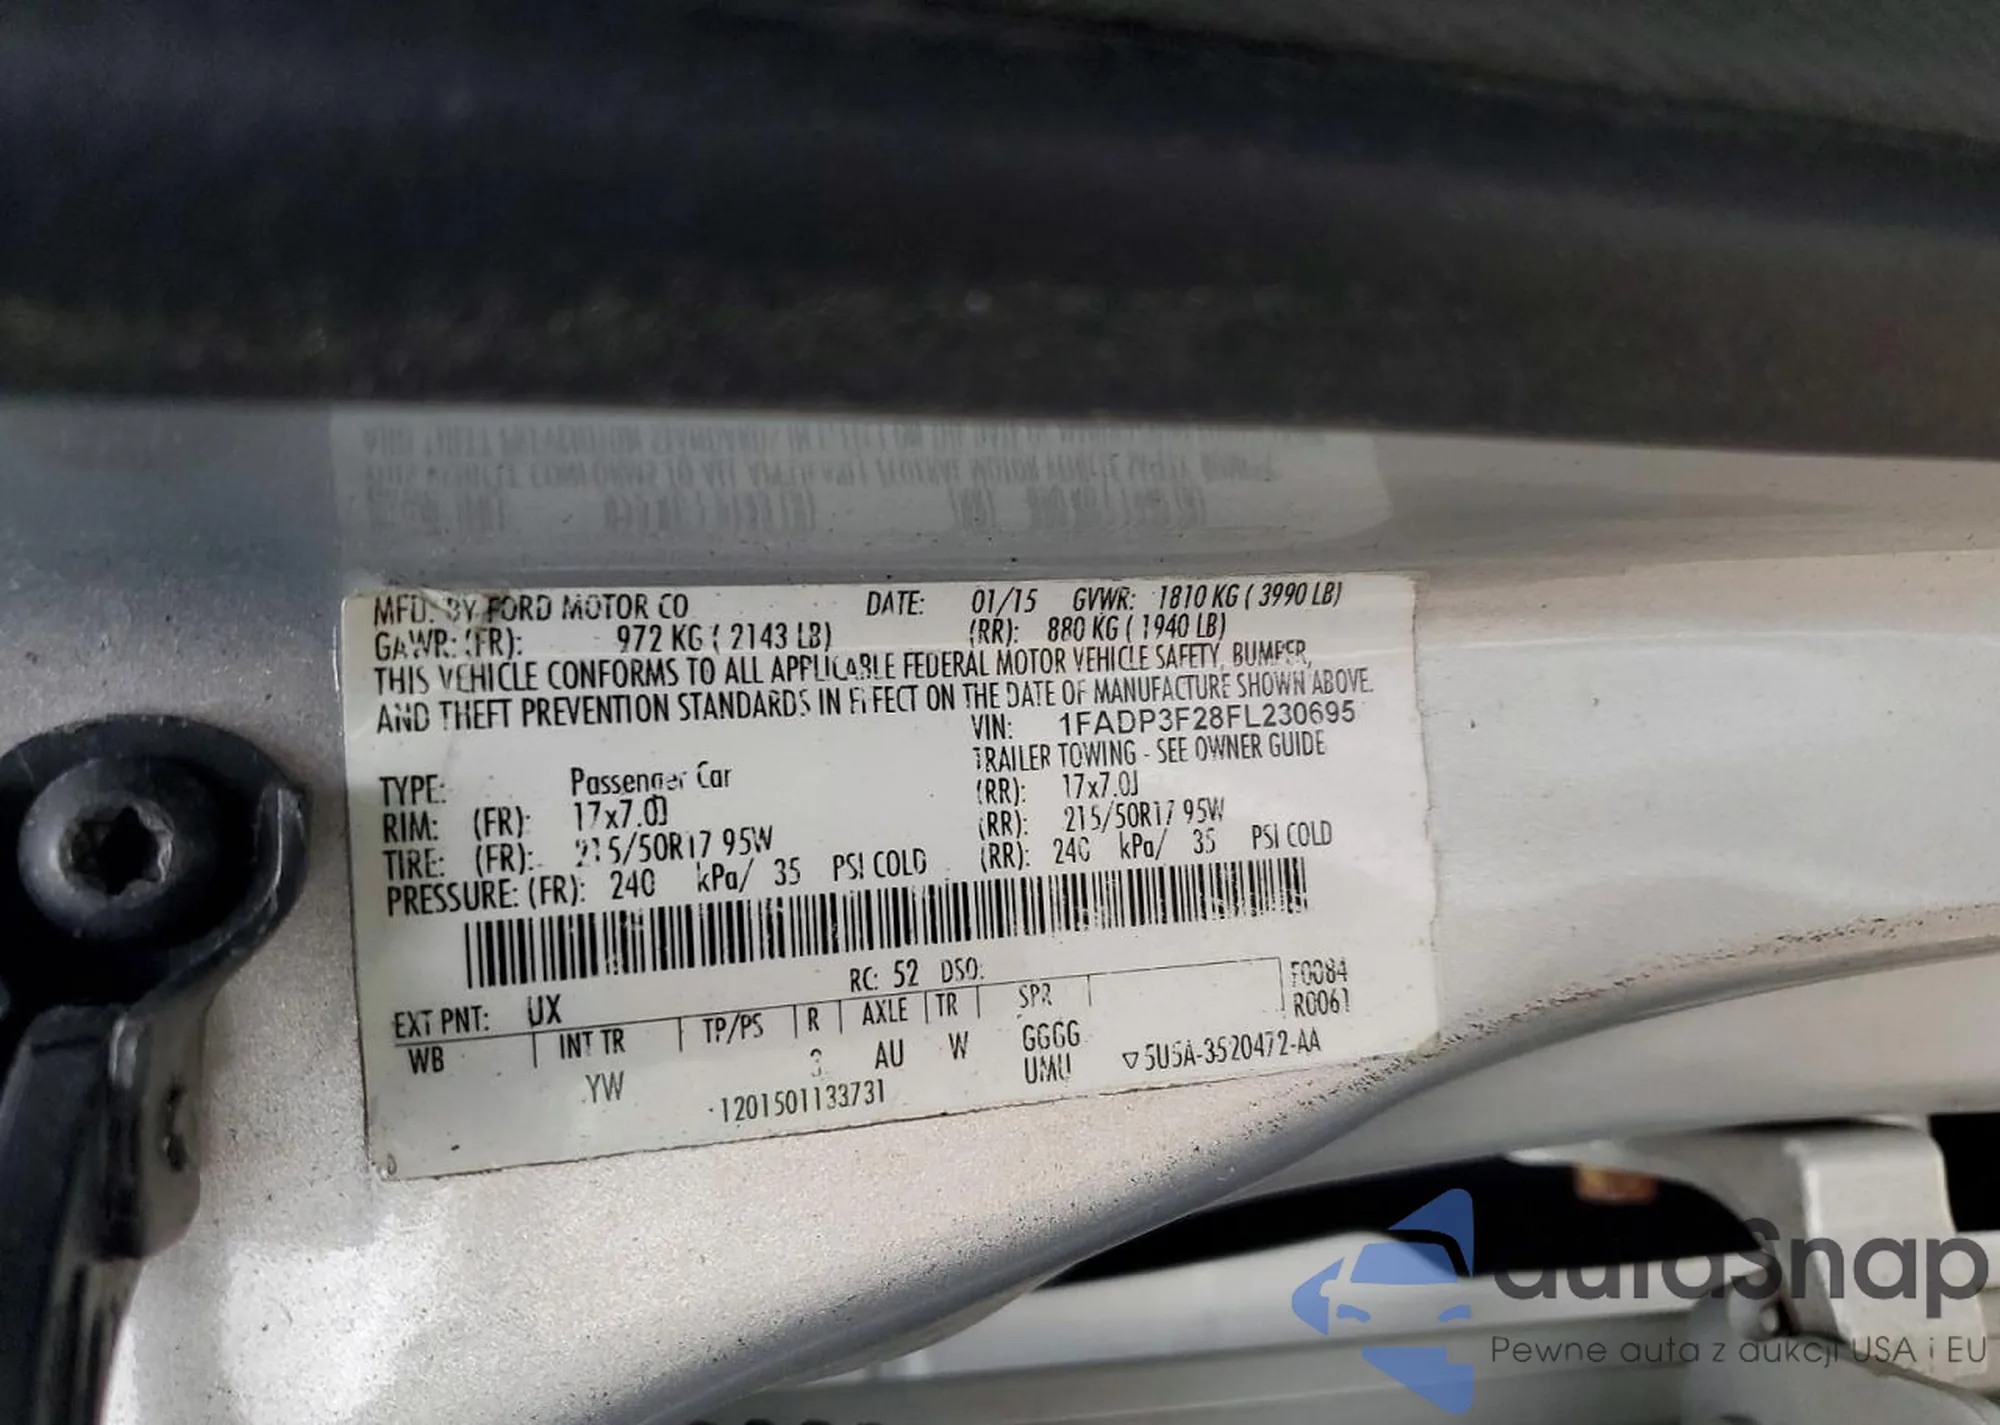 MFD. BY FORD MOTOR CO DATE: 01/15 GVWR: 1810 KG ( 3990 LB)
GAWR: (FR): 972 KG ( 2143 LB) (RR): 880 KG ( 1940 LB)
THIS VEHICLE CONFORMS TO ALL APPLICABLE FEDERAL MOTOR VEHICLE SAFETY, BUMPER,
AND THEFT PREVENTION STANDARDS IN EFFECT ON THE DATE OF MANUFACTURE SHOWN ABOVE.
VIN: 1FADP3F28FL230695
TRAILER TOWING - SEE OWNER GUIDE
TYPE: Passenger Car
RIM: (FR): 17x7.0J (RR): 17x7.0J
TIRE: (FR): 215/50R17 95W (RR): 215/50R17 95W
PRESSURE: (FR): 240 kPa/ 35 PSI COLD (RR): 240 kPa/ 35 PSI COLD
RC: 52 DSO:
EXT PNT: UX F0084
R0061
WB INT TR TP/PS R AXLE TR SPR
YW 3 AU W GGGG
UMU
1201501133731 ▽5U5A-3520472-AA
autaSnap
Pewne auta z aukcji USA i EU